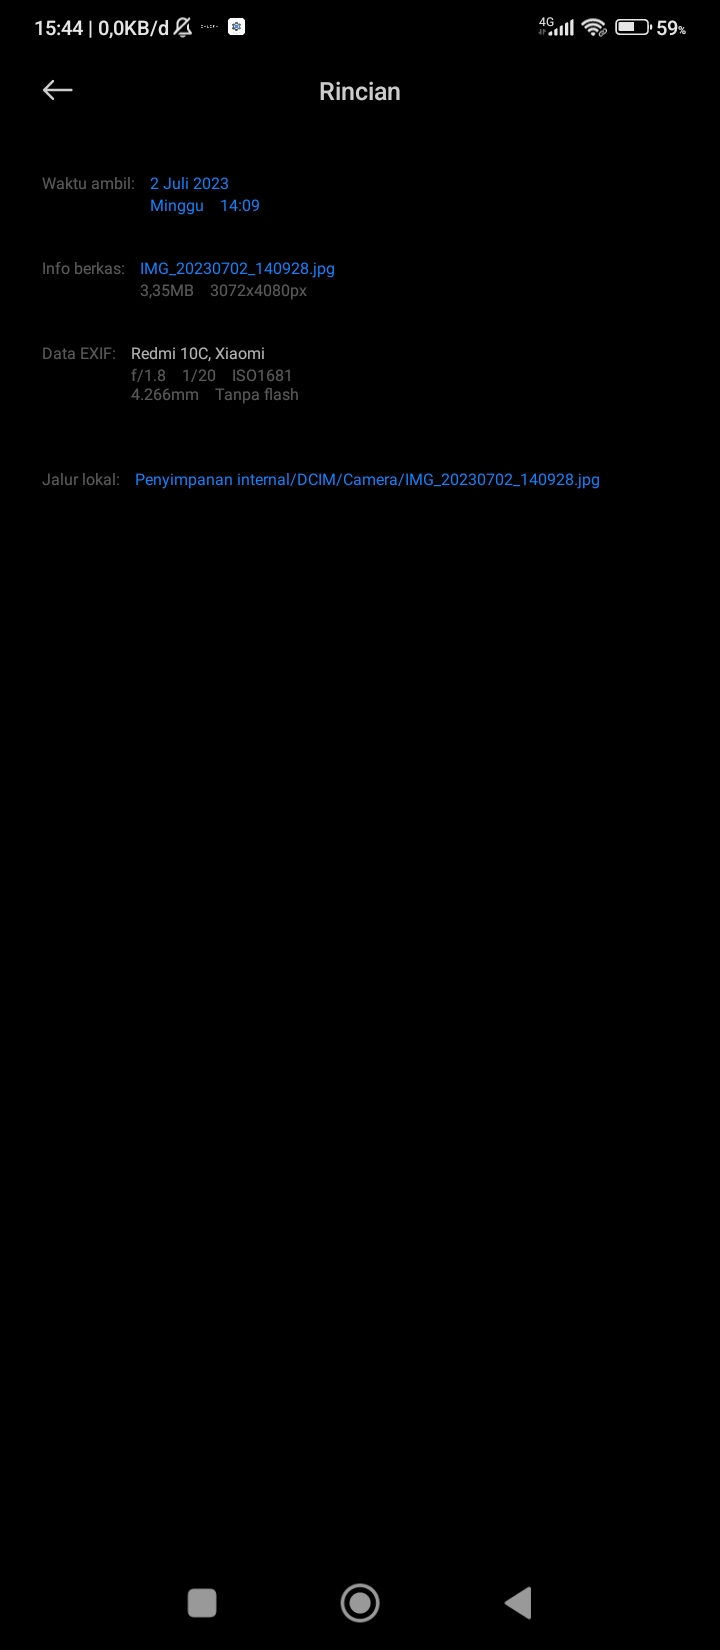 15:44 | 0,0KB/d 4G 59%
Rincian
Waktu ambil: 2 Juli 2023
Minggu 14:09
Info berkas: IMG_20230702_140928.jpg
3,35MB 3072x4080px
Data EXIF: Redmi 10C, Xiaomi
f/1.8 1/20 ISO1681
4.266mm Tanpa flash
Jalur lokal: Penyimpanan internal/DCIM/Camera/IMG_20230702_140928.jpg